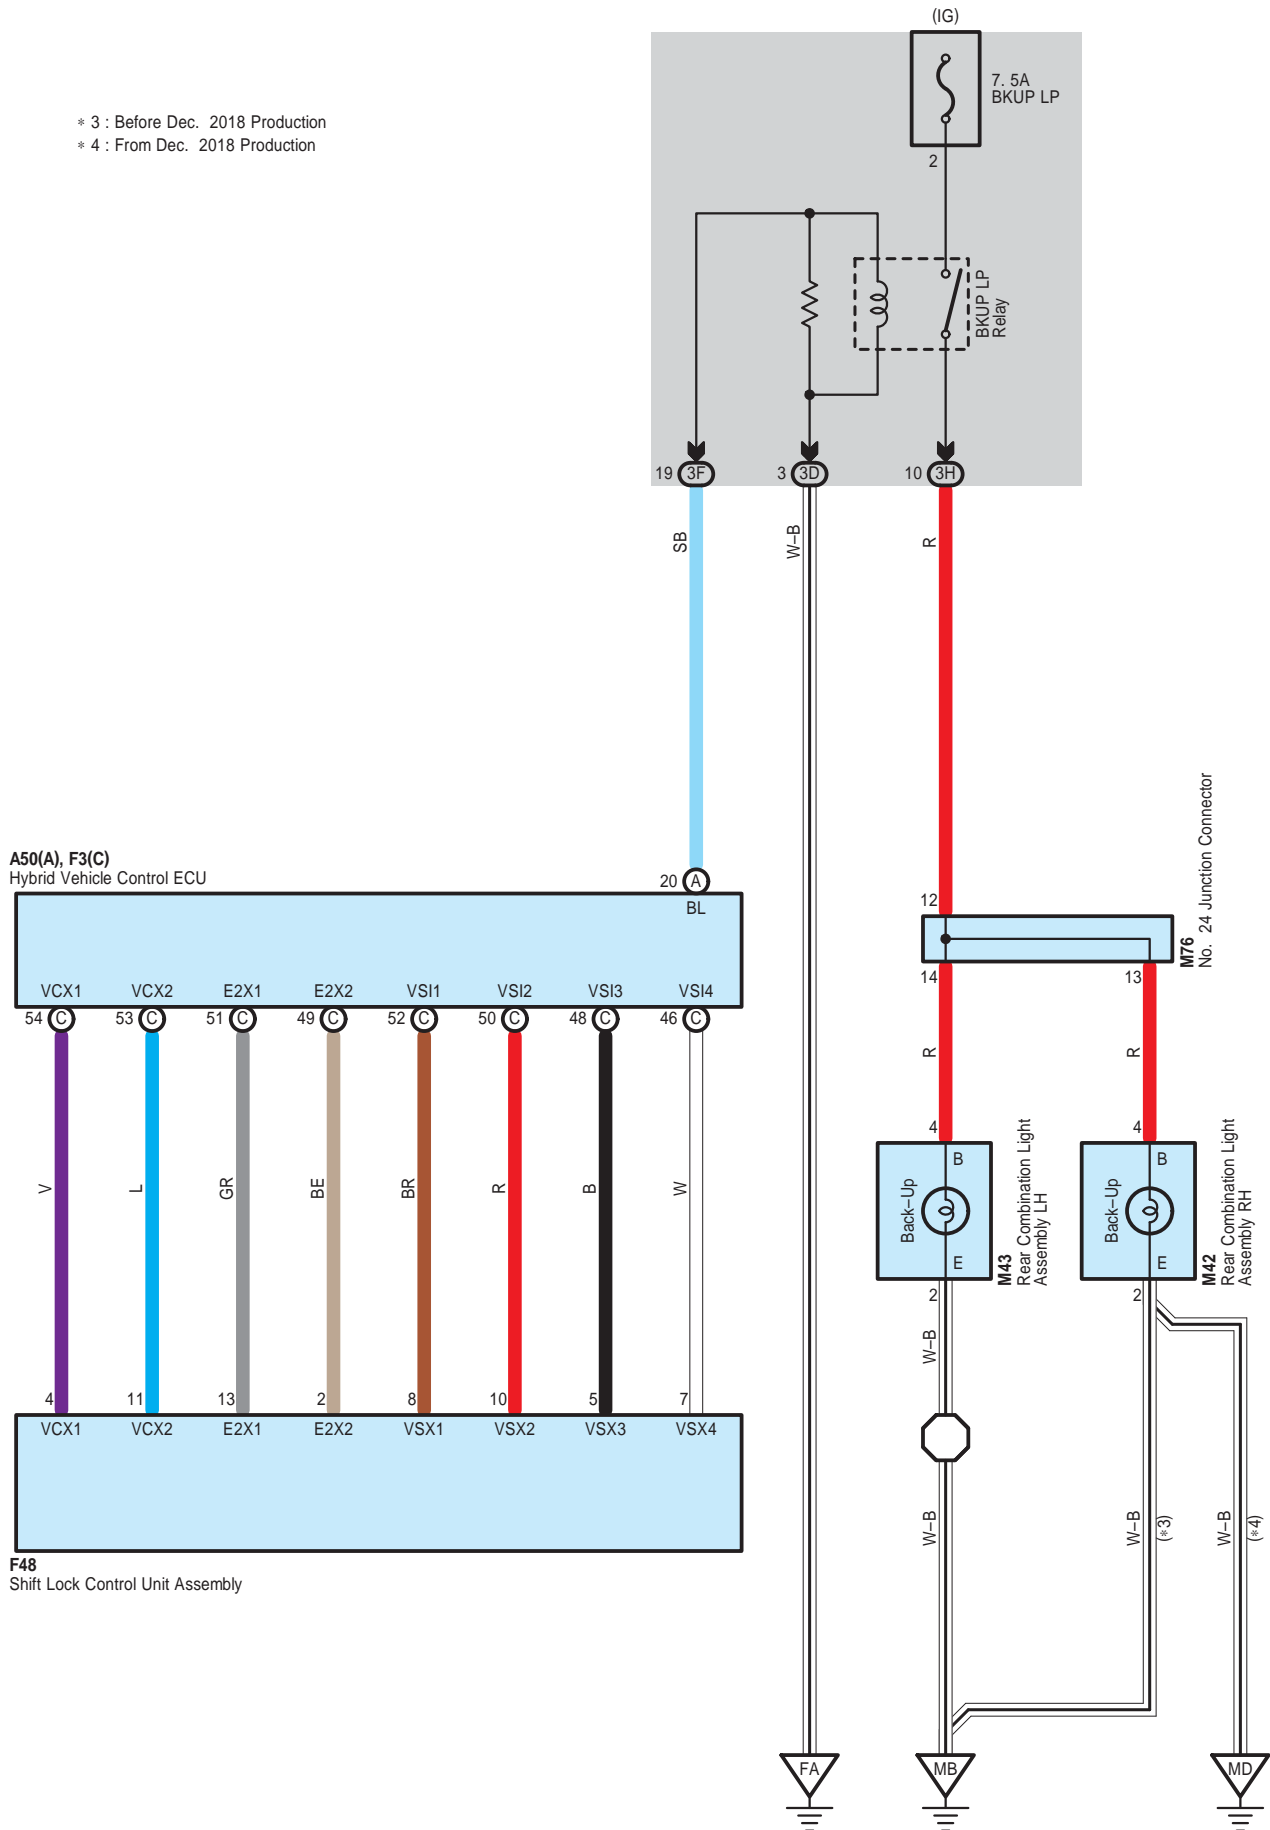 (IG)
7. 5A
BKUP LP
* 3 : Before Dec. 2018 Production
* 4 : From Dec. 2018 Production
2
BKUP LP
Relay
19 3F
3 3D
10 3H
SB
W–B
R
A50(A), F3(C)
Hybrid Vehicle Control ECU
20 A
BL
12
M76
No. 24 Junction Connector
14
13
VCX1 VCX2 E2X1 E2X2 VSI1 VSI2 VSI3 VSI4
54 C 53 C 51 C 49 C 52 C 50 C 48 C 46 C
R
R
V
L
GR
BE
BR
R
B
W
4
B
Back–Up
E
M43
Rear Combination Light
Assembly LH
2
4
B
Back–Up
E
M42
Rear Combination Light
Assembly RH
2
W–B
4 11 13 2 8 10 5 7
VCX1 VCX2 E2X1 E2X2 VSX1 VSX2 VSX3 VSX4
F48
Shift Lock Control Unit Assembly
W–B
W–B
(*3)
W–B
(*4)
FA
MB
MD